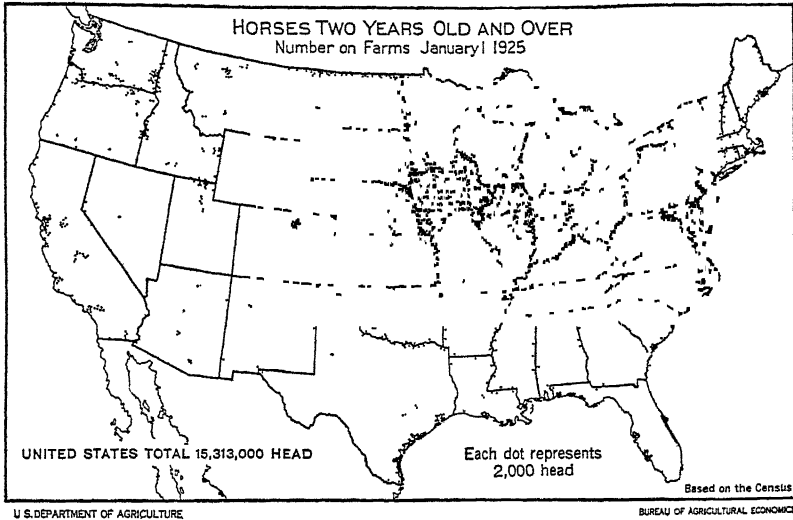 HORSES TWO YEARS OLD AND OVER
Number on Farms January 1 1925
UNITED STATES TOTAL 15,313,000 HEAD
Each dot represents
2,000 head
Based on the Census
U.S. DEPARTMENT OF AGRICULTURE
BUREAU OF AGRICULTURAL ECONOMICS